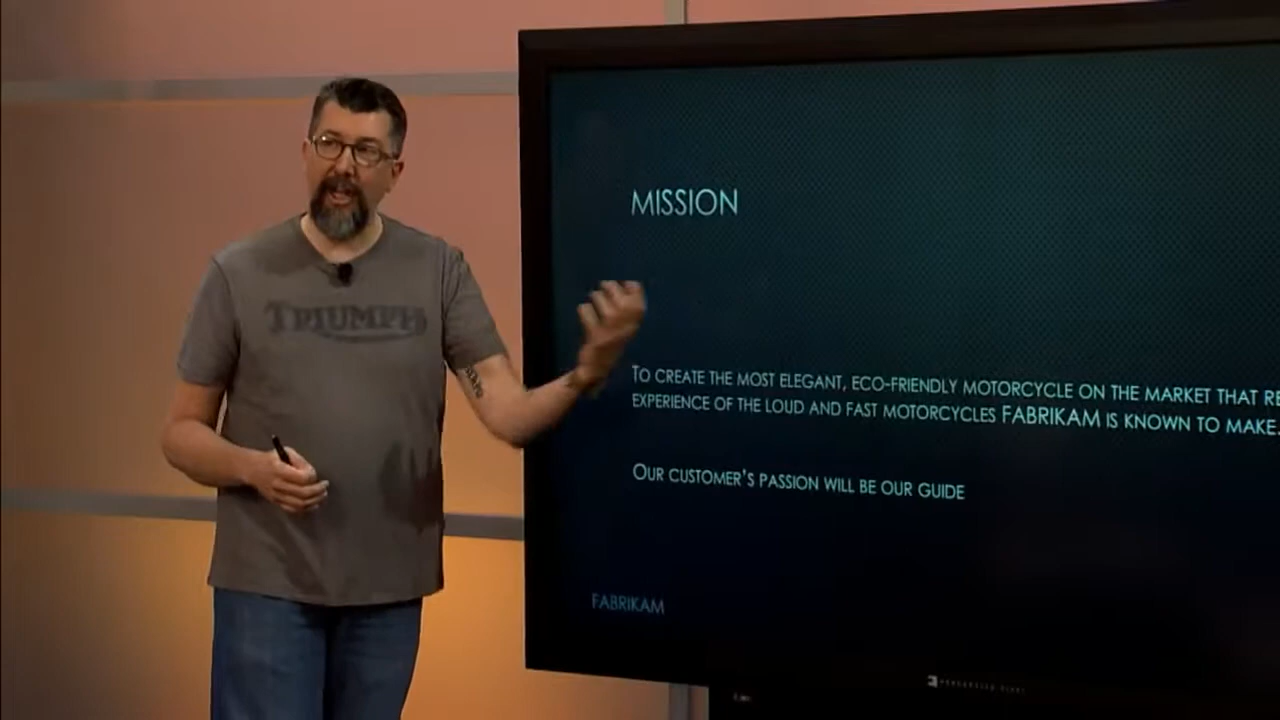 TRIUMPH
MISSION
TO CREATE THE MOST ELEGANT, ECO-FRIENDLY MOTORCYCLE ON THE MARKET THAT RE
EXPERIENCE OF THE LOUD AND FAST MOTORCYCLES FABRIKAM IS KNOWN TO MAKE.
OUR CUSTOMER'S PASSION WILL BE OUR GUIDE
FABRIKAM